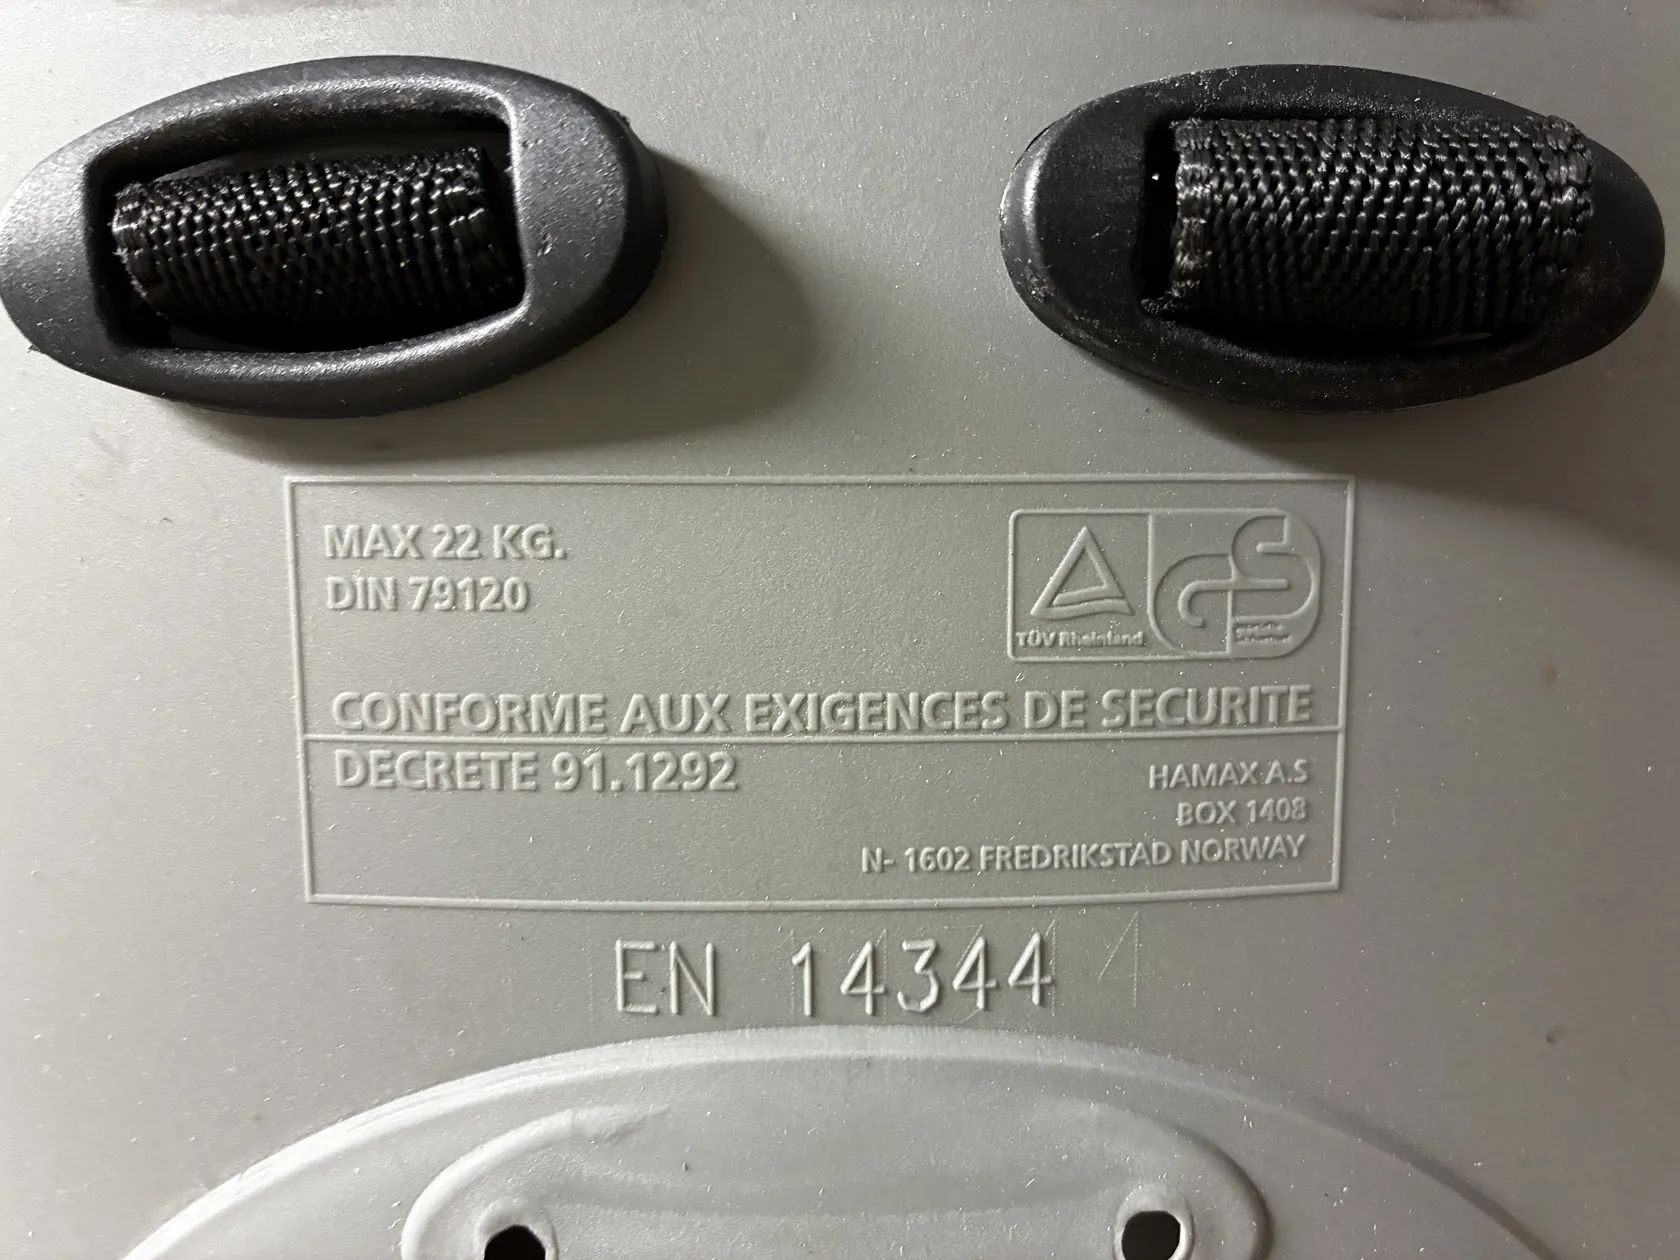 MAX 22 KG.
DIN 79120
TÜV Rheinland
CONFORME AUX EXIGENCES DE SECURITE
DECRETE 91.1292
HAMAX A.S
BOX 1408
N- 1602 FREDRIKSTAD NORWAY
EN 14344